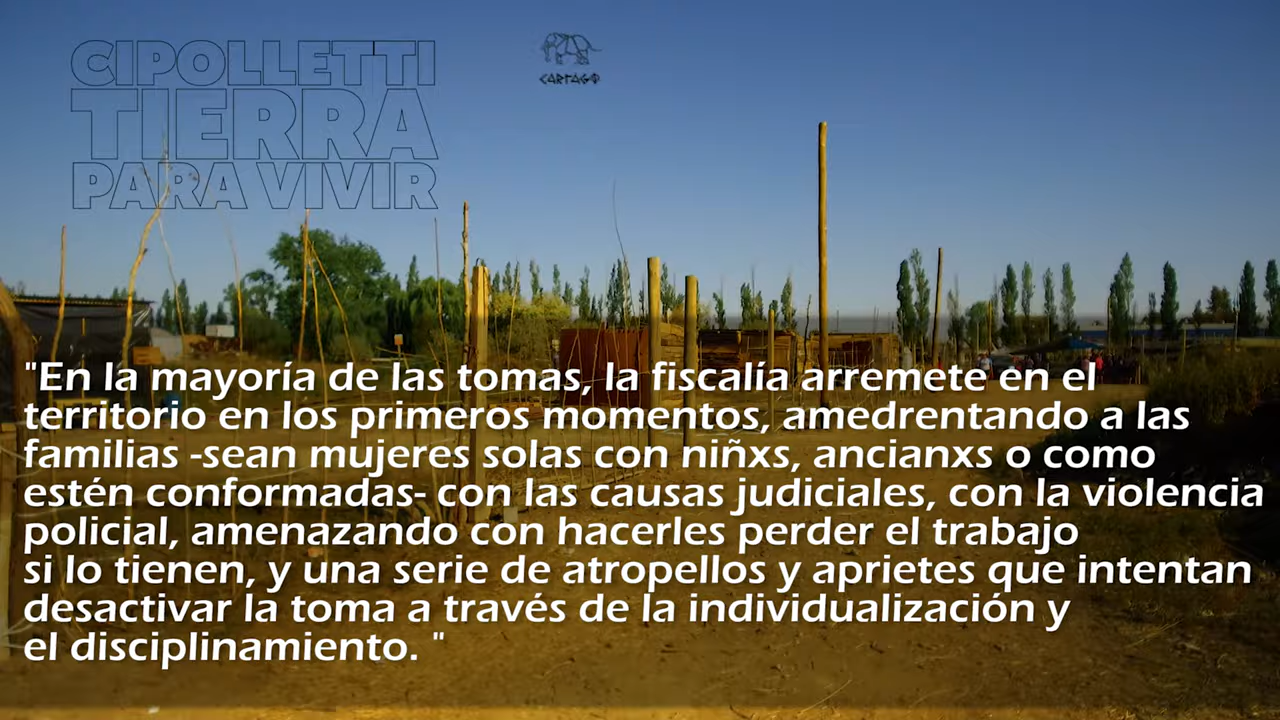 CIPOLLETTI
TIERRA
PARA VIVIR
CARTAGO
"En la mayoría de las tomas, la fiscalía arremete en el
territorio en los primeros momentos, amedrentando a las
familias -sean mujeres solas con niñxs, ancianxs o como
estén conformadas- con las causas judiciales, con la violencia
policial, amenazando con hacerles perder el trabajo
si lo tienen, y una serie de atropellos y aprietes que intentan
desactivar la toma a través de la individualización y
el disciplinamiento. "